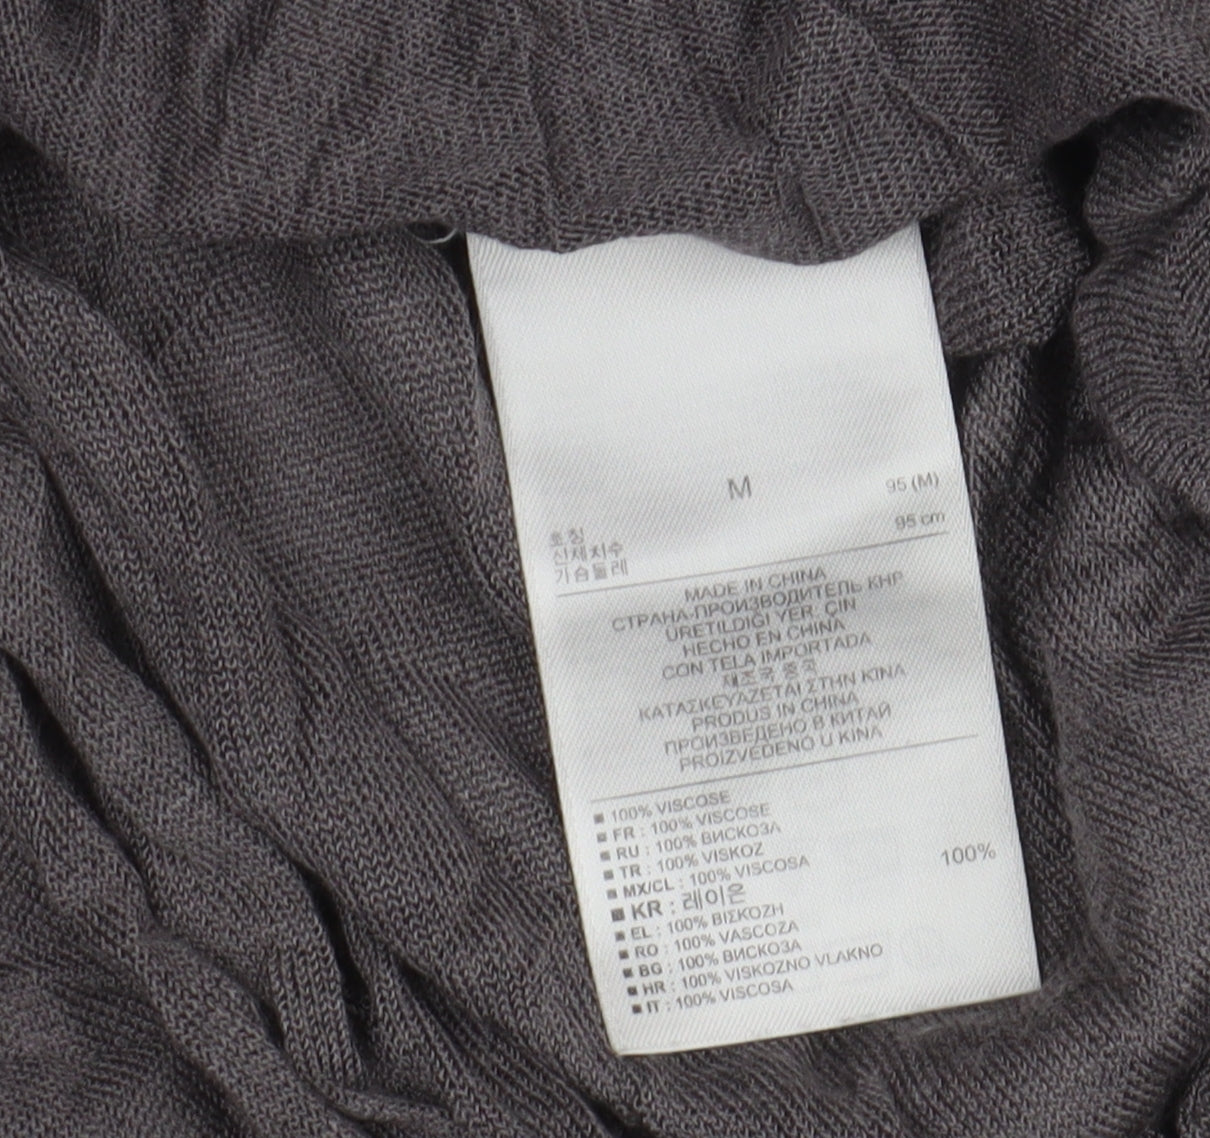 M
호칭 95 (M)
신체치수
가슴둘레 95 cm
MADE IN CHINA
СТРАНА-ПРОИЗВОДИТЕЛЬ КНР
ÜRETILDIĞI YER ÇIN
HECHO EN CHINA
CON TELA IMPORTADA
제조국 중국
ΚΑΤΑΣΚΕΥΑΖΕΤΑΙ ΣΤΗΝ ΚΙΝΑ
PRODUS IN CHINA
ПРОИЗВЕДЕНО В КИТАЙ
PROIZVEDENO U KINA
■ 100% VISCOSE
■ FR : 100% VISCOSE
■ RU : 100% ВИСКОЗА
■ TR : 100% VISKOZ
■ MX/CL : 100% VISCOSA
■ KR : 레이온 100%
■ EL : 100% ΒΙΣΚΟΖΗ
■ RO : 100% VASCOZA
■ BG : 100% ВИСКОЗА
■ HR : 100% VISKOZNO VLAKNO
■ IT : 100% VISCOSA